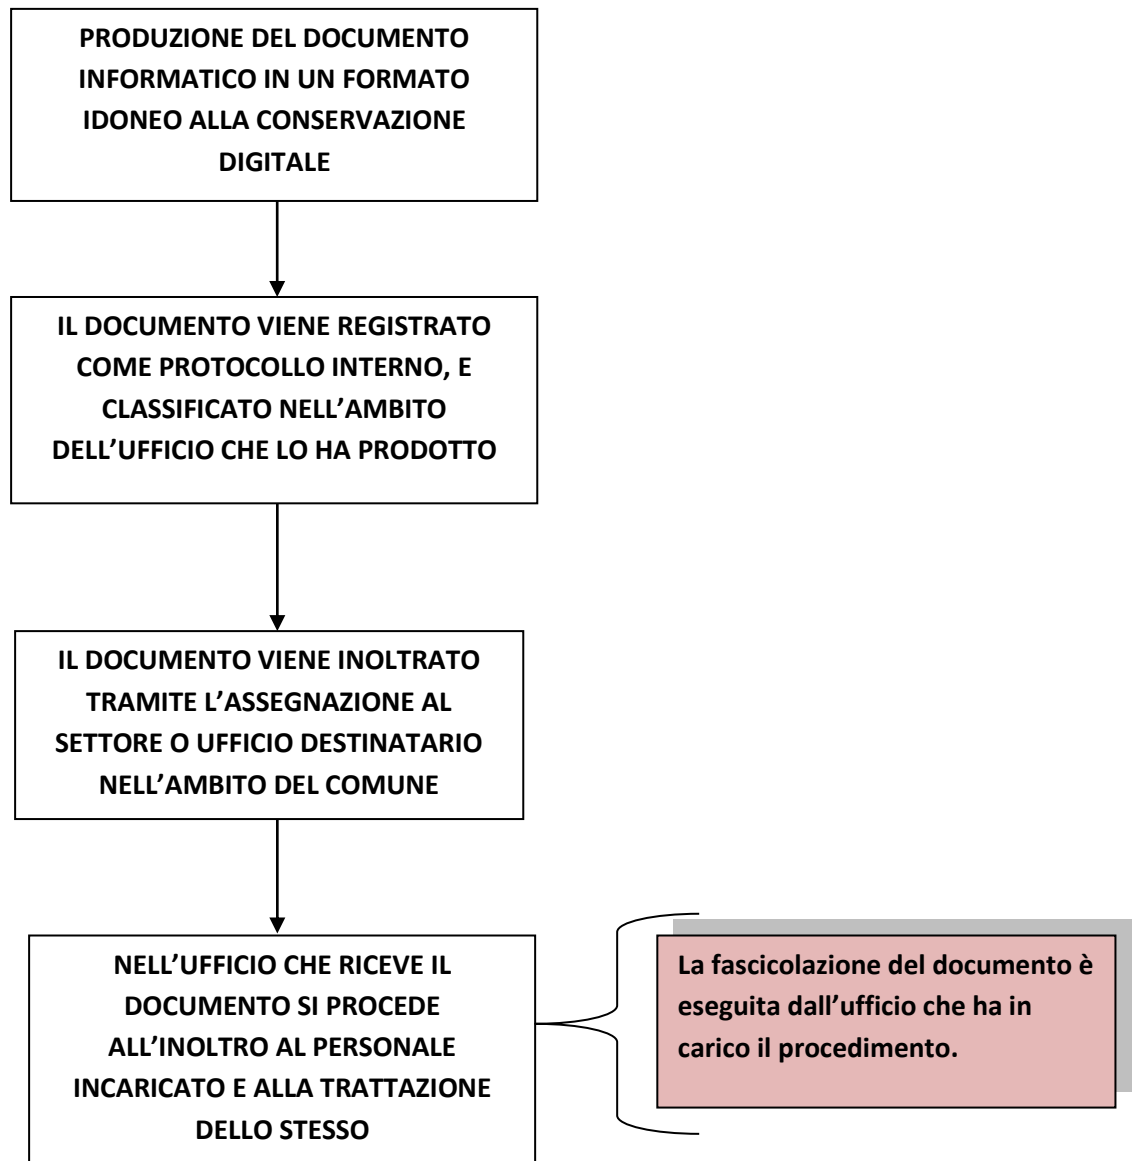 PRODUZIONE DEL DOCUMENTO
INFORMATICO IN UN FORMATO
IDONEO ALLA CONSERVAZIONE
DIGITALE
IL DOCUMENTO VIENE REGISTRATO
COME PROTOCOLLO INTERNO, E
CLASSIFICATO NELL’AMBITO
DELL’UFFICIO CHE LO HA PRODOTTO
IL DOCUMENTO VIENE INOLTRATO
TRAMITE L’ASSEGNAZIONE AL
SETTORE O UFFICIO DESTINATARIO
NELL’AMBITO DEL COMUNE
NELL’UFFICIO CHE RICEVE IL
DOCUMENTO SI PROCEDE
ALL’INOLTRO AL PERSONALE
INCARICATO E ALLA TRATTAZIONE
DELLO STESSO
La fascicolazione del documento è
eseguita dall’ufficio che ha in
carico il procedimento.